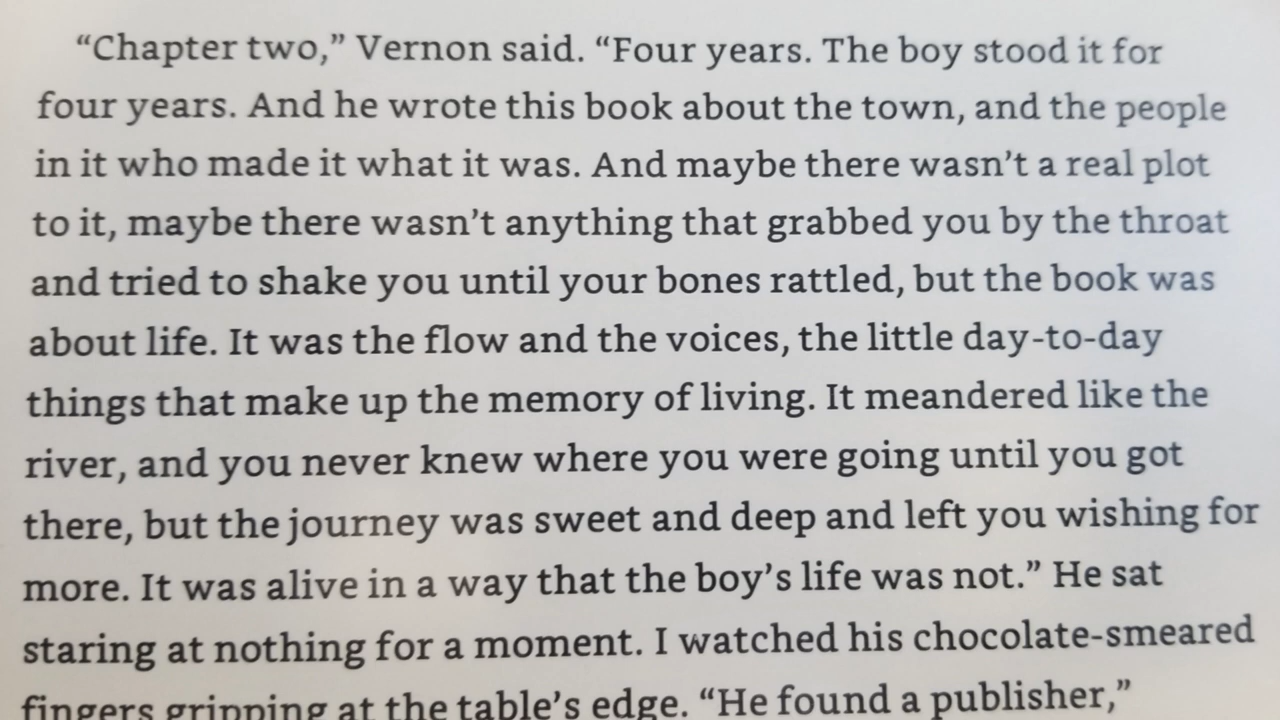 “Chapter two,” Vernon said. “Four years. The boy stood it for
four years. And he wrote this book about the town, and the people
in it who made it what it was. And maybe there wasn’t a real plot
to it, maybe there wasn’t anything that grabbed you by the throat
and tried to shake you until your bones rattled, but the book was
about life. It was the flow and the voices, the little day-to-day
things that make up the memory of living. It meandered like the
river, and you never knew where you were going until you got
there, but the journey was sweet and deep and left you wishing for
more. It was alive in a way that the boy’s life was not.” He sat
staring at nothing for a moment. I watched his chocolate-smeared
fingers gripping at the table’s edge. “He found a publisher,”